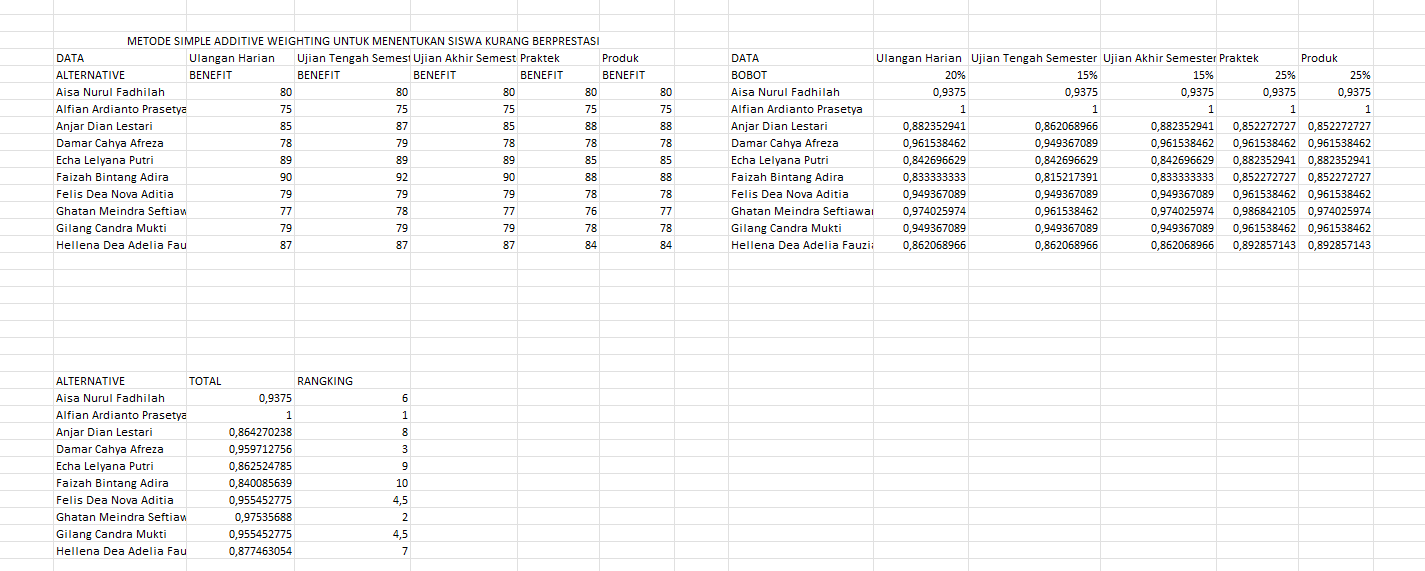 METODE SIMPLE ADDITIVE WEIGHTING UNTUK MENENTUKAN SISWA KURANG BERPRESTASI
DATA Ulangan Harian Ujian Tengah Semest Ujian Akhir Semest Praktek Produk
ALTERNATIVE BENEFIT BENEFIT BENEFIT BENEFIT BENEFIT
Aisa Nurul Fadhilah 80 80 80 80 80
Alfian Ardianto Prasetya 75 75 75 75 75
Anjar Dian Lestari 85 87 85 88 88
Damar Cahya Afreza 78 79 78 78 78
Echa Lelyana Putri 89 89 89 85 85
Faizah Bintang Adira 90 92 90 88 88
Felis Dea Nova Aditia 79 79 79 78 78
Ghatan Meindra Seftiaw 77 78 77 76 77
Gilang Candra Mukti 79 79 79 78 78
Hellena Dea Adelia Fau 87 87 87 84 84
DATA Ulangan Harian Ujian Tengah Semester Ujian Akhir Semester Praktek Produk
BOBOT 20% 15% 15% 25% 25%
Aisa Nurul Fadhilah 0,9375 0,9375 0,9375 0,9375 0,9375
Alfian Ardianto Prasetya 1 1 1 1 1
Anjar Dian Lestari 0,882352941 0,862068966 0,882352941 0,852272727 0,852272727
Damar Cahya Afreza 0,961538462 0,949367089 0,961538462 0,961538462 0,961538462
Echa Lelyana Putri 0,842696629 0,842696629 0,842696629 0,882352941 0,882352941
Faizah Bintang Adira 0,833333333 0,815217391 0,833333333 0,852272727 0,852272727
Felis Dea Nova Aditia 0,949367089 0,949367089 0,949367089 0,961538462 0,961538462
Ghatan Meindra Seftiawa 0,974025974 0,961538462 0,974025974 0,986842105 0,974025974
Gilang Candra Mukti 0,949367089 0,949367089 0,949367089 0,961538462 0,961538462
Hellena Dea Adelia Fauzi 0,862068966 0,862068966 0,862068966 0,892857143 0,892857143
ALTERNATIVE TOTAL RANGKING
Aisa Nurul Fadhilah 0,9375 6
Alfian Ardianto Prasetya 1 1
Anjar Dian Lestari 0,864270238 8
Damar Cahya Afreza 0,959712756 3
Echa Lelyana Putri 0,862524785 9
Faizah Bintang Adira 0,840085639 10
Felis Dea Nova Aditia 0,955452775 4,5
Ghatan Meindra Seftiaw 0,97535688 2
Gilang Candra Mukti 0,955452775 4,5
Hellena Dea Adelia Fau 0,877463054 7